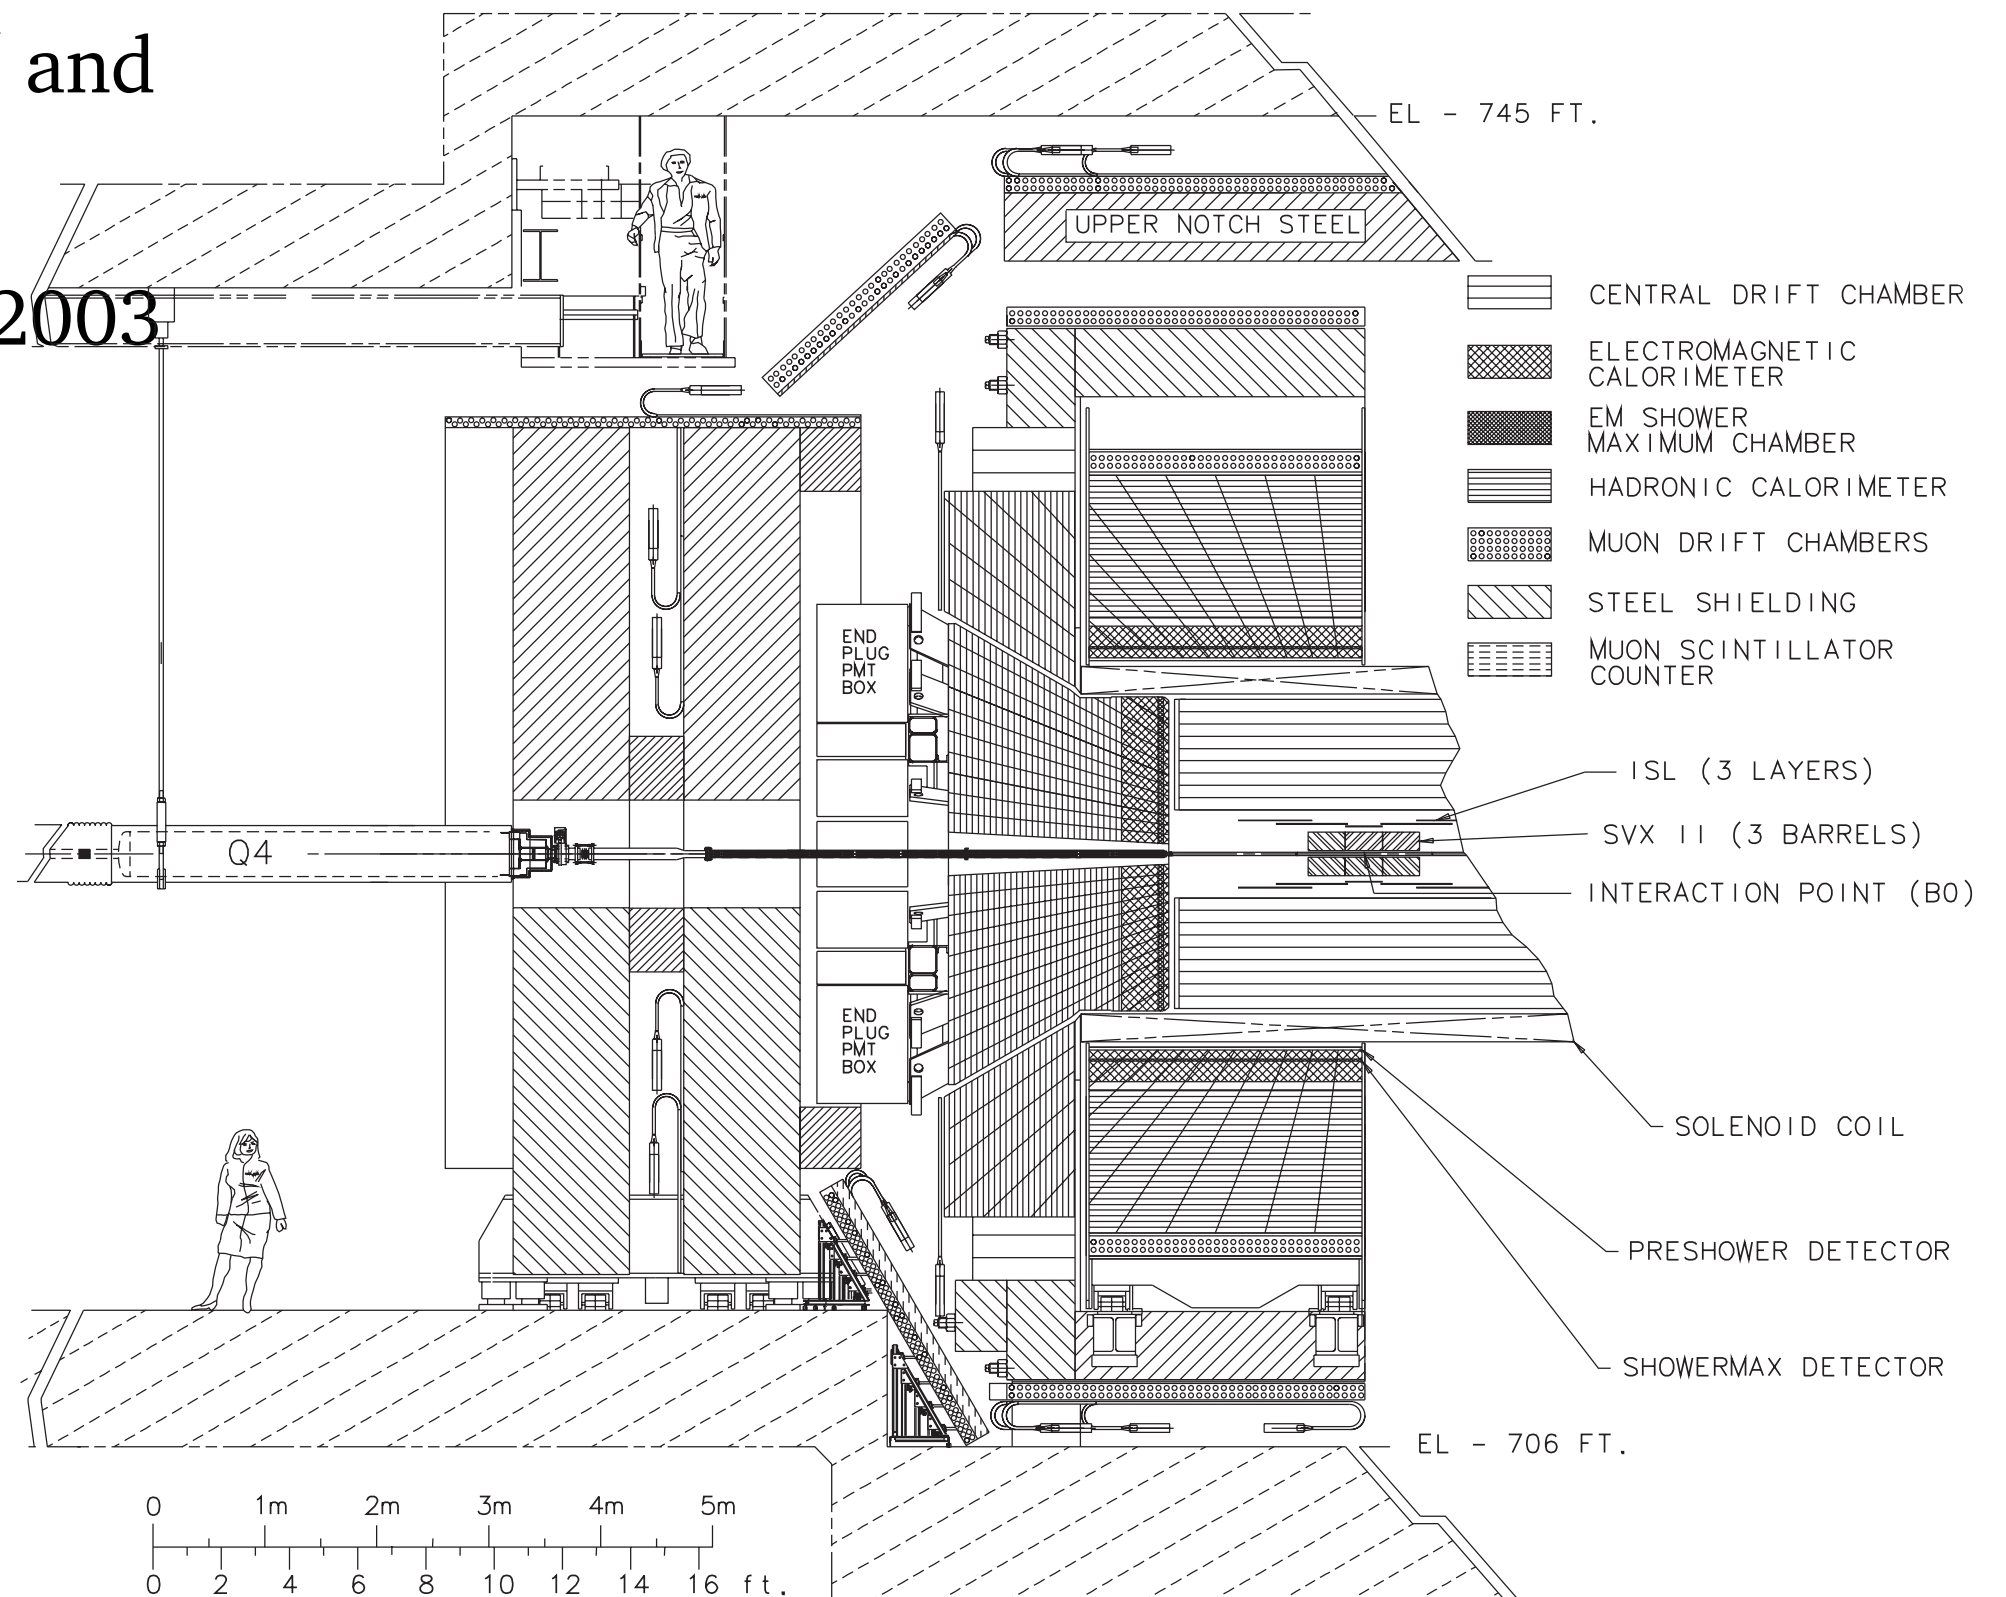 and
2003
EL - 745 FT.
UPPER NOTCH STEEL
CENTRAL DRIFT CHAMBER
ELECTROMAGNETIC
CALORIMETER
EM SHOWER
MAXIMUM CHAMBER
HADRONIC CALORIMETER
MUON DRIFT CHAMBERS
STEEL SHIELDING
MUON SCINTILLATOR
COUNTER
END
PLUG
PMT
BOX
ISL (3 LAYERS)
SVX II (3 BARRELS)
INTERACTION POINT (B0)
Q4
END
PLUG
PMT
BOX
SOLENOID COIL
PRESHOWER DETECTOR
SHOWERMAX DETECTOR
EL - 706 FT.
0 1m 2m 3m 4m 5m
0 2 4 6 8 10 12 14 16 ft.